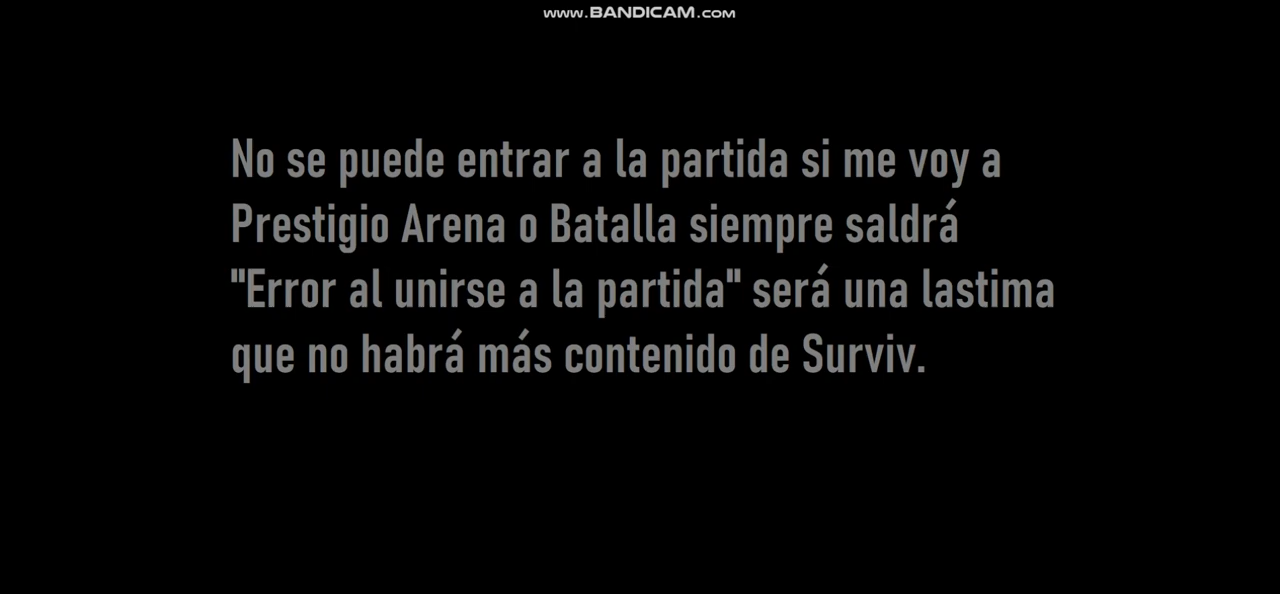 www.BANDICAM.com
No se puede entrar a la partida si me voy a
Prestigio Arena o Batalla siempre saldrá
"Error al unirse a la partida" será una lastima
que no habrá más contenido de Surviv.